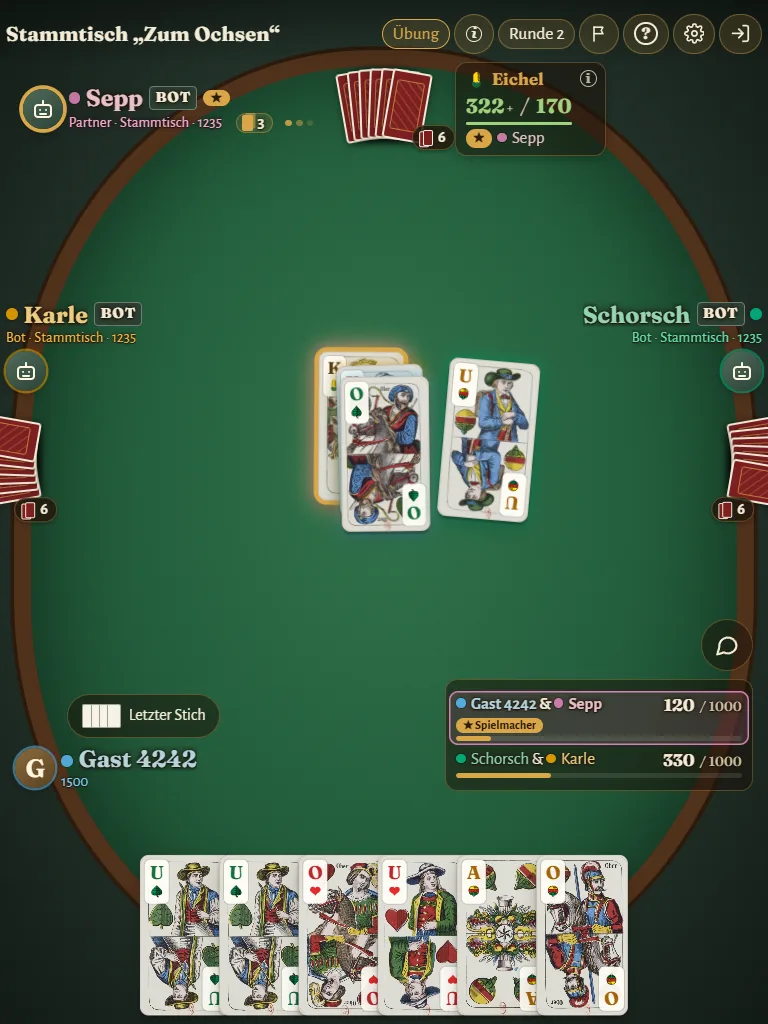 Stammtisch „Zum Ochsen“
Übung
Runde 2
?
Sepp BOT
Partner · Stammtisch · 1235
3
6
Eichel
322+ / 170
Sepp
Karle BOT
Bot · Stammtisch · 1235
6
Schorsch BOT
Bot · Stammtisch · 1235
6
K
O
O
U
U
Letzter Stich
G
Gast 4242
1500
Gast 4242 & Sepp 120 / 1000
Spielmacher
Schorsch & Karle 330 / 1000
U
U
O
Ober
U
A
O
Ober
U
U
O
U
A
O